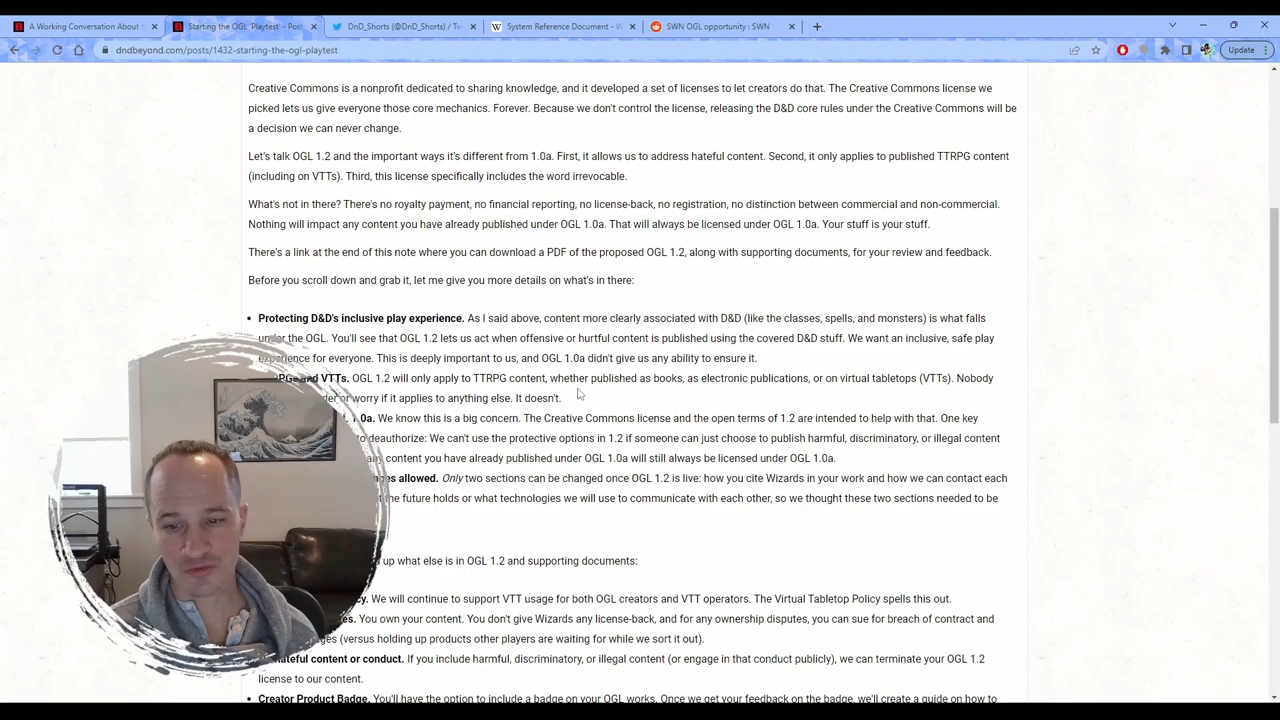 A Working Conversation About t
Starting the OGL 'Playtest' - Post
DnD_Shorts (@DnD_Shorts) / Tw
System Reference Document - W
SWN OGL opportunity : SWN
dndbeyond.com/posts/1432-starting-the-ogl-playtest
Update
Creative Commons is a nonprofit dedicated to sharing knowledge, and it developed a set of licenses to let creators do that. The Creative Commons license we
picked lets us give everyone those core mechanics. Forever. Because we don't control the license, releasing the D&D core rules under the Creative Commons will be
a decision we can never change.
Let's talk OGL 1.2 and the important ways it's different from 1.0a. First, it allows us to address hateful content. Second, it only applies to published TTRPG content
(including on VTTs). Third, this license specifically includes the word irrevocable.
What's not in there? There's no royalty payment, no financial reporting, no license-back, no registration, no distinction between commercial and non-commercial.
Nothing will impact any content you have already published under OGL 1.0a. That will always be licensed under OGL 1.0a. Your stuff is your stuff.
There's a link at the end of this note where you can download a PDF of the proposed OGL 1.2, along with supporting documents, for your review and feedback.
Before you scroll down and grab it, let me give you more details on what's in there:
• Protecting D&D's inclusive play experience. As I said above, content more clearly associated with D&D (like the classes, spells, and monsters) is what falls
under the OGL. You'll see that OGL 1.2 lets us act when offensive or hurtful content is published using the covered D&D stuff. We want an inclusive, safe play
experience for everyone. This is deeply important to us, and OGL 1.0a didn't give us any ability to ensure it.
PGs and VTTs. OGL 1.2 will only apply to TTRPG content, whether published as books, as electronic publications, or on virtual tabletops (VTTs). Nobody
or worry if it applies to anything else. It doesn't.
0a. We know this is a big concern. The Creative Commons license and the open terms of 1.2 are intended to help with that. One key
to deauthorize: We can't use the protective options in 1.2 if someone can just choose to publish harmful, discriminatory, or illegal content
any content you have already published under OGL 1.0a will still always be licensed under OGL 1.0a.
es allowed. Only two sections can be changed once OGL 1.2 is live: how you cite Wizards in your work and how we can contact each
the future holds or what technologies we will use to communicate with each other, so we thought these two sections needed to be
up what else is in OGL 1.2 and supporting documents:
cy. We will continue to support VTT usage for both OGL creators and VTT operators. The Virtual Tabletop Policy spells this out.
es. You own your content. You don't give Wizards any license-back, and for any ownership disputes, you can sue for breach of contract and
ges (versus holding up products other players are waiting for while we sort it out).
hateful content or conduct. If you include harmful, discriminatory, or illegal content (or engage in that conduct publicly), we can terminate your OGL 1.2
license to our content.
• Creator Product Badge. You'll have the option to include a badge on your OGL works. Once we get your feedback on the badge, we'll create a guide on how to